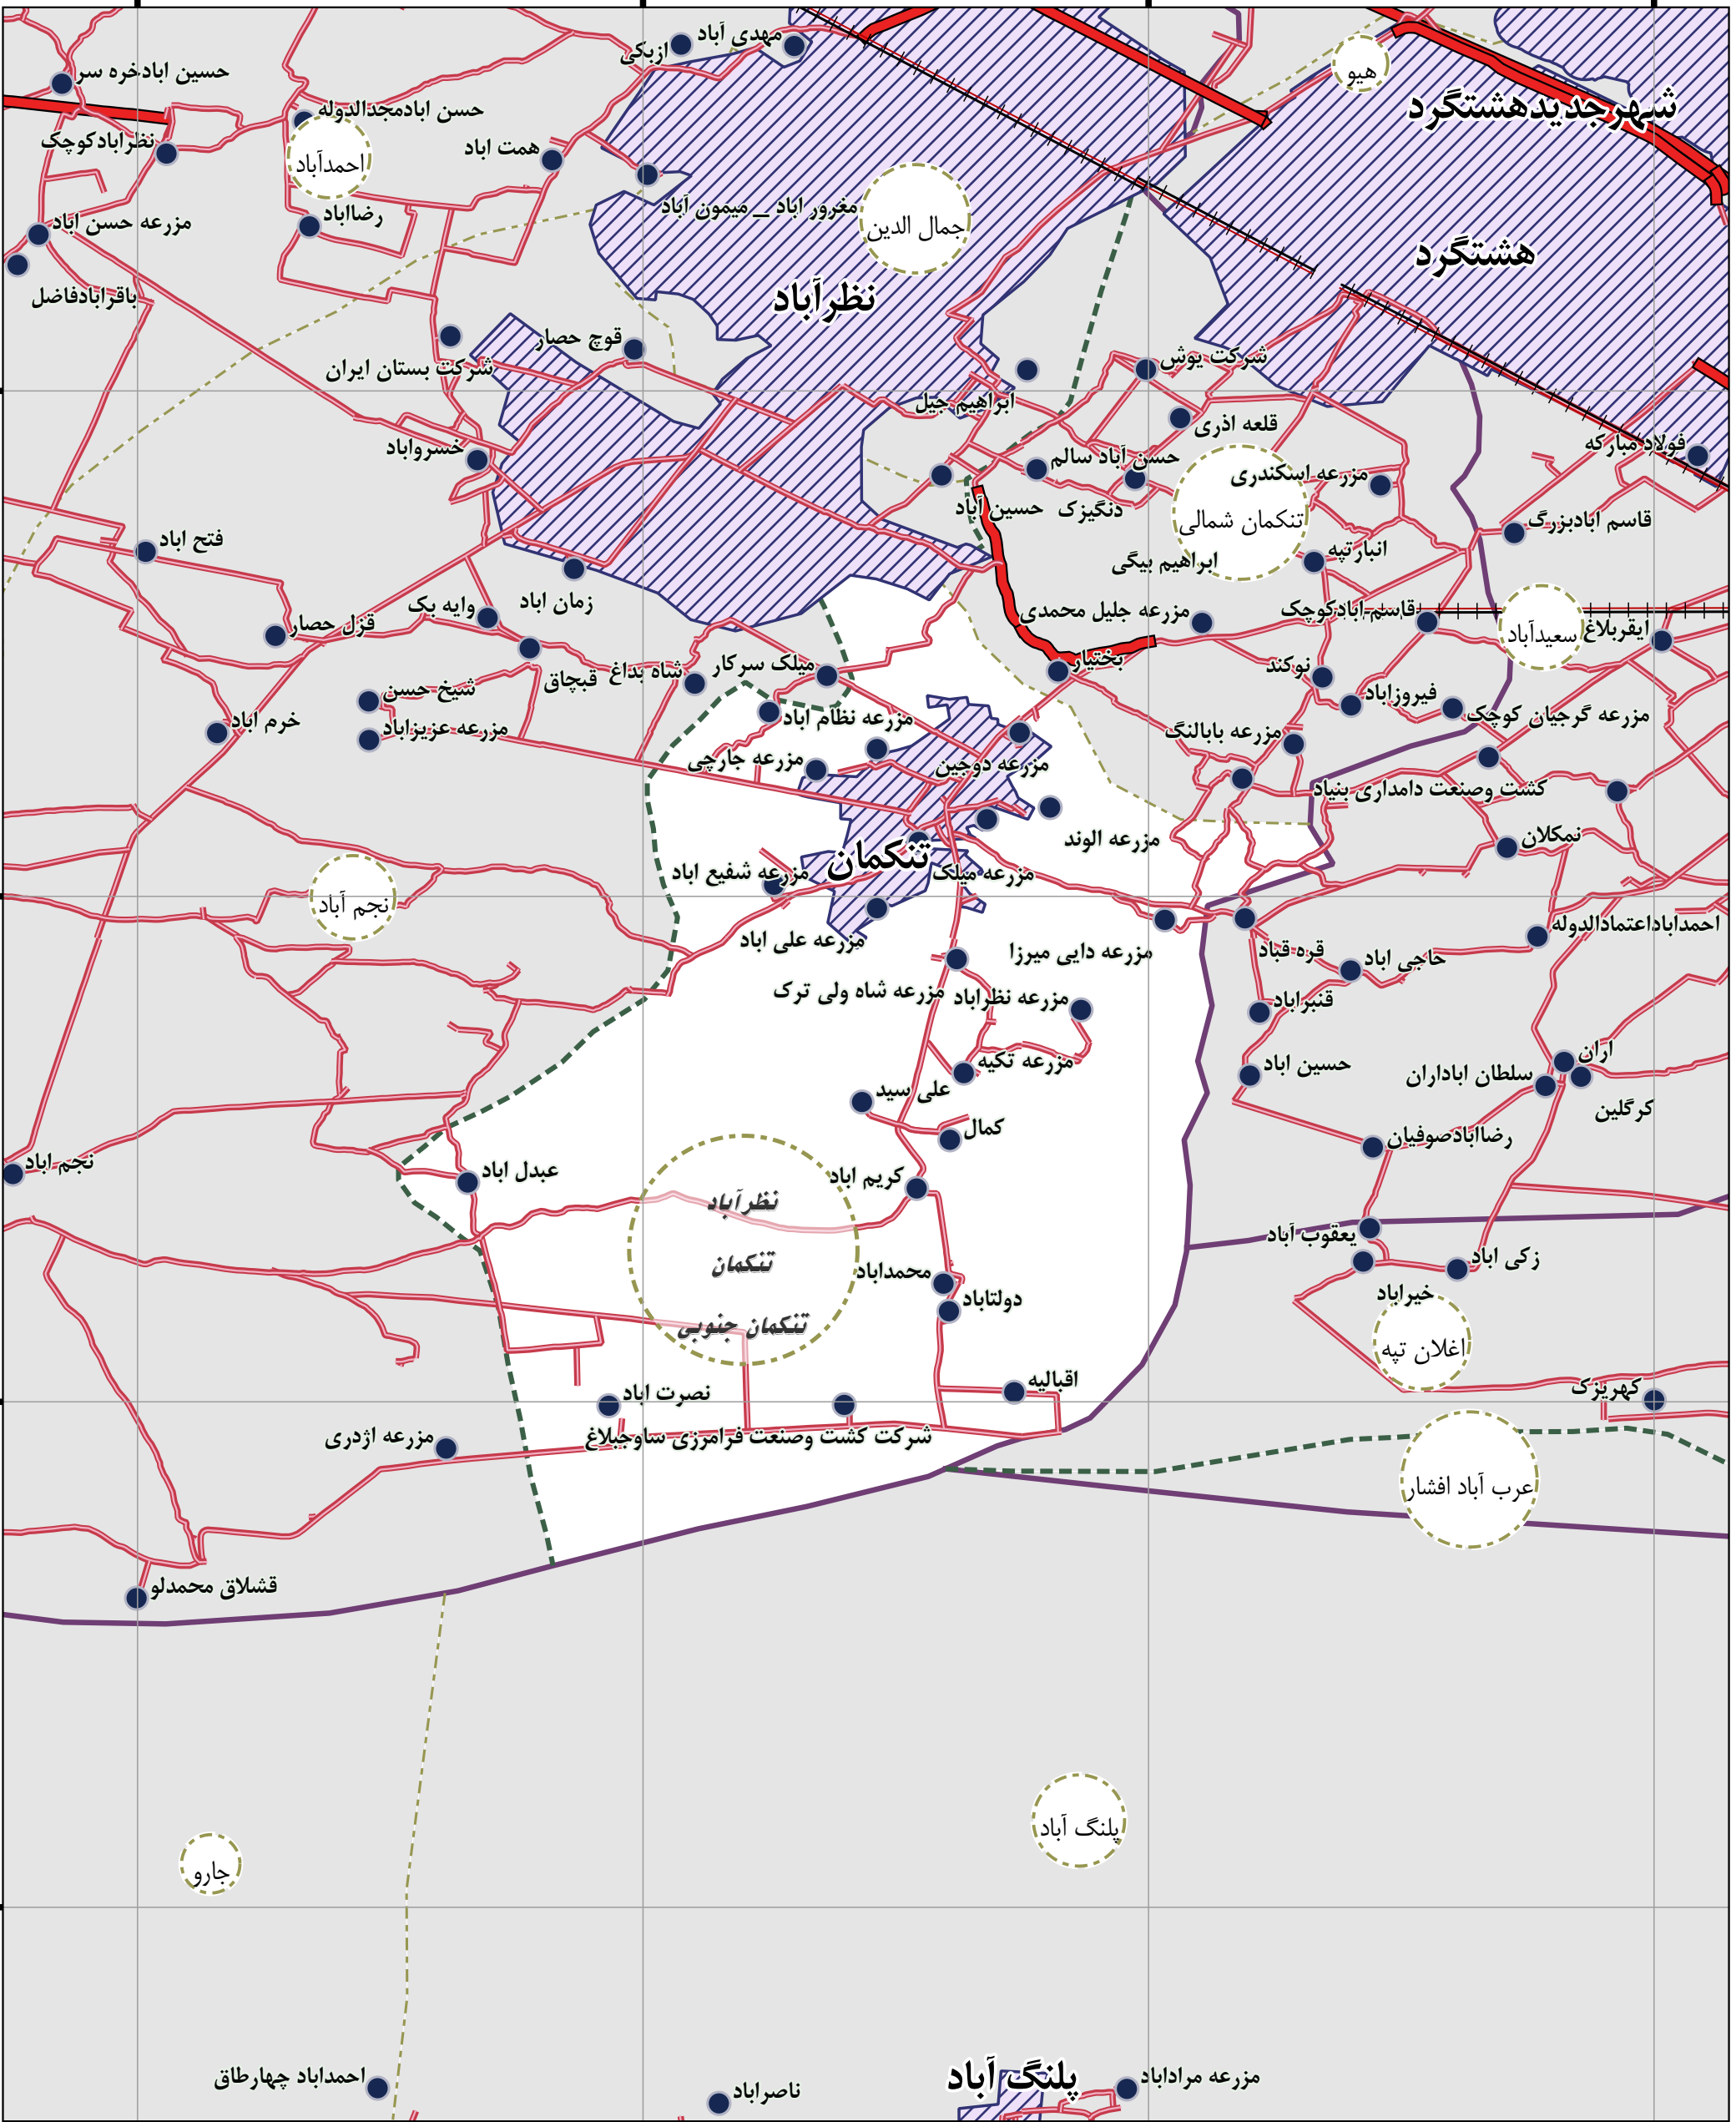 مهدی آباد
ازبکی
حسین ابادخره سر
هیو
شهرجدیدهشتگرد
حسن ابادمجدالدوله
نظرابادکوچک
همت اباد
احمدآباد
مغرور اباد _ میمون آباد
رضااباد
مزرعه حسن اباد
جمال الدین
هشتگرد
باقرابادفاضل
نظرآباد
قوچ حصار
شرکت بستان ایران
شرکت یوش
ابراهیم جیل
قلعه اذری
خسرواباد
حسن آباد سالم
مزرعه اسکندری
فولاد مبارکه
حسین آباد
دنگیزک
تنکمان شمالی
قاسم ابادبزرگ
فتح اباد
ابراهیم بیگی
انبارتپه
وایه یک
زمان اباد
مزرعه جلیل محمدی
قاسم ابادکوچک
سعیدآباد
ایقربلاغ
قزل حصار
قبچاق
شاه بداغ
میلک سرکار
بختیار
نوکند
شیخ حسن
فیروزاباد
مزرعه گرجیان کوچک
خرم اباد
مزرعه عزیزاباد
مزرعه نظام اباد
مزرعه بابالنگ
مزرعه جارچی
مزرعه دوجین
کشت وصنعت دامداری بنیاد
مزرعه الوند
نمکلان
تنکمان
مزرعه شفیع اباد
مزرعه میلک
نجم آباد
مزرعه علی اباد
مزرعه دایی میرزا
قره قباد
حاجی اباد
احمداباداعتمادالدوله
مزرعه شاه ولی ترک
مزرعه نظراباد
قنبراباد
مزرعه تکیه
حسین اباد
اران
سلطان اباداران
کرگلین
علی سید
کمال
رضاابادصوفیان
نجم اباد
عبدل اباد
کریم اباد
نظرآباد
تنکمان
تنکمان جنوبی
یعقوب آباد
زکی اباد
محمداباد
دولتاباد
خیراباد
اغلان تپه
اقبالیه
کهریزک
نصرت اباد
شرکت کشت وصنعت فرامرزی ساوجبلاغ
مزرعه اژدری
عرب آباد افشار
قشلاق محمدلو
پلنگ آباد
جارو
احمداباد چهارطاق
ناصراباد
پلنگ آباد
مزرعه مراداباد